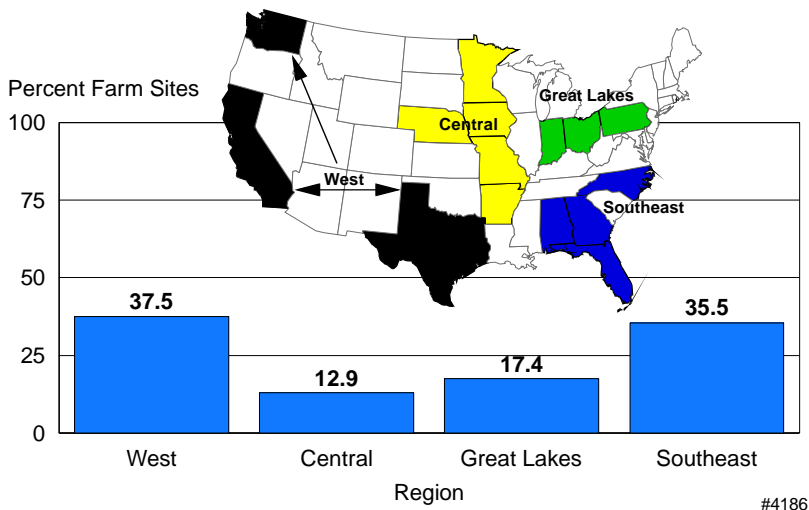 Percent Farm Sites
Great Lakes
Central
West
Southeast
100
75
50
25
0
37.5
12.9
17.4
35.5
West
Central
Great Lakes
Southeast
Region
#4186